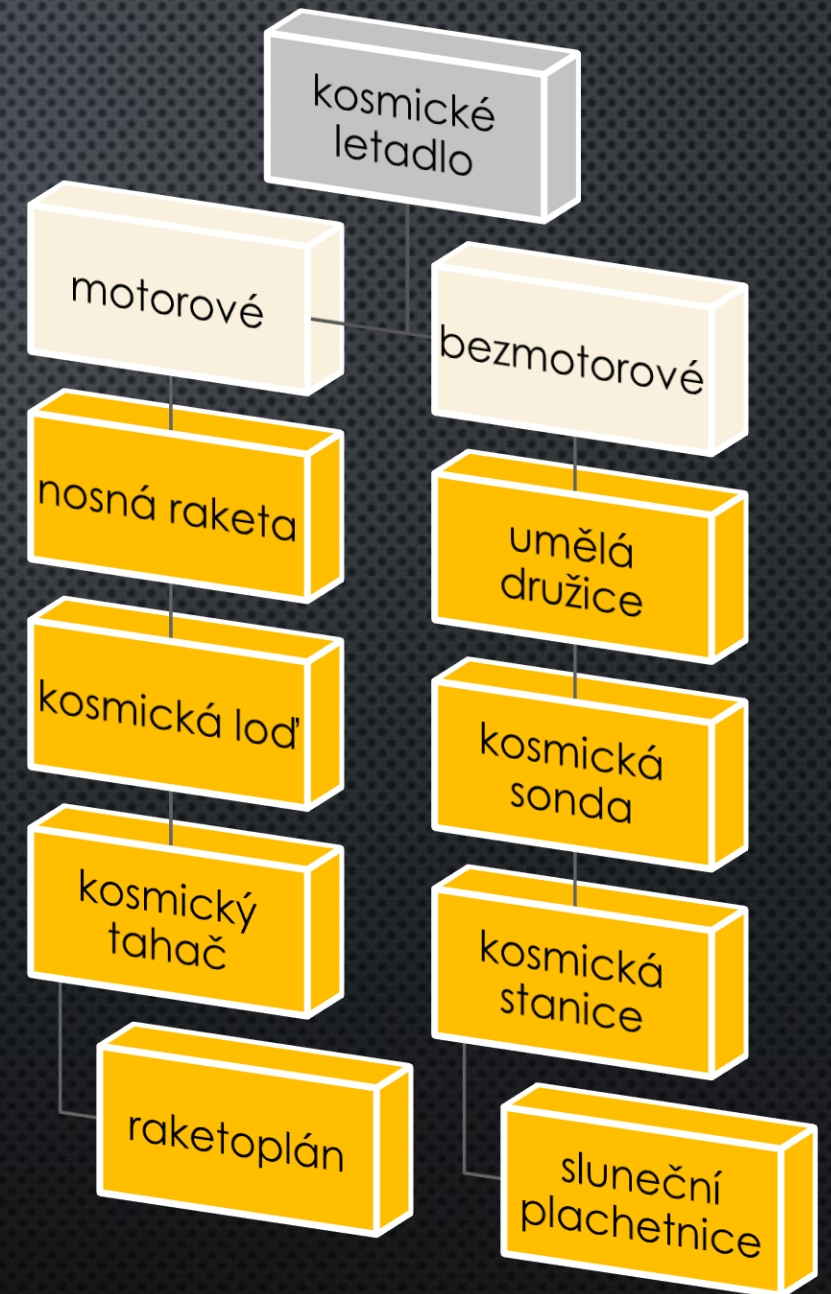 kosmické
letadlo
motorové
bezmotorové
nosná raketa
umělá
družice
kosmická loď
kosmická
sonda
kosmický
tahač
kosmická
stanice
raketoplán
sluneční
plachetnice